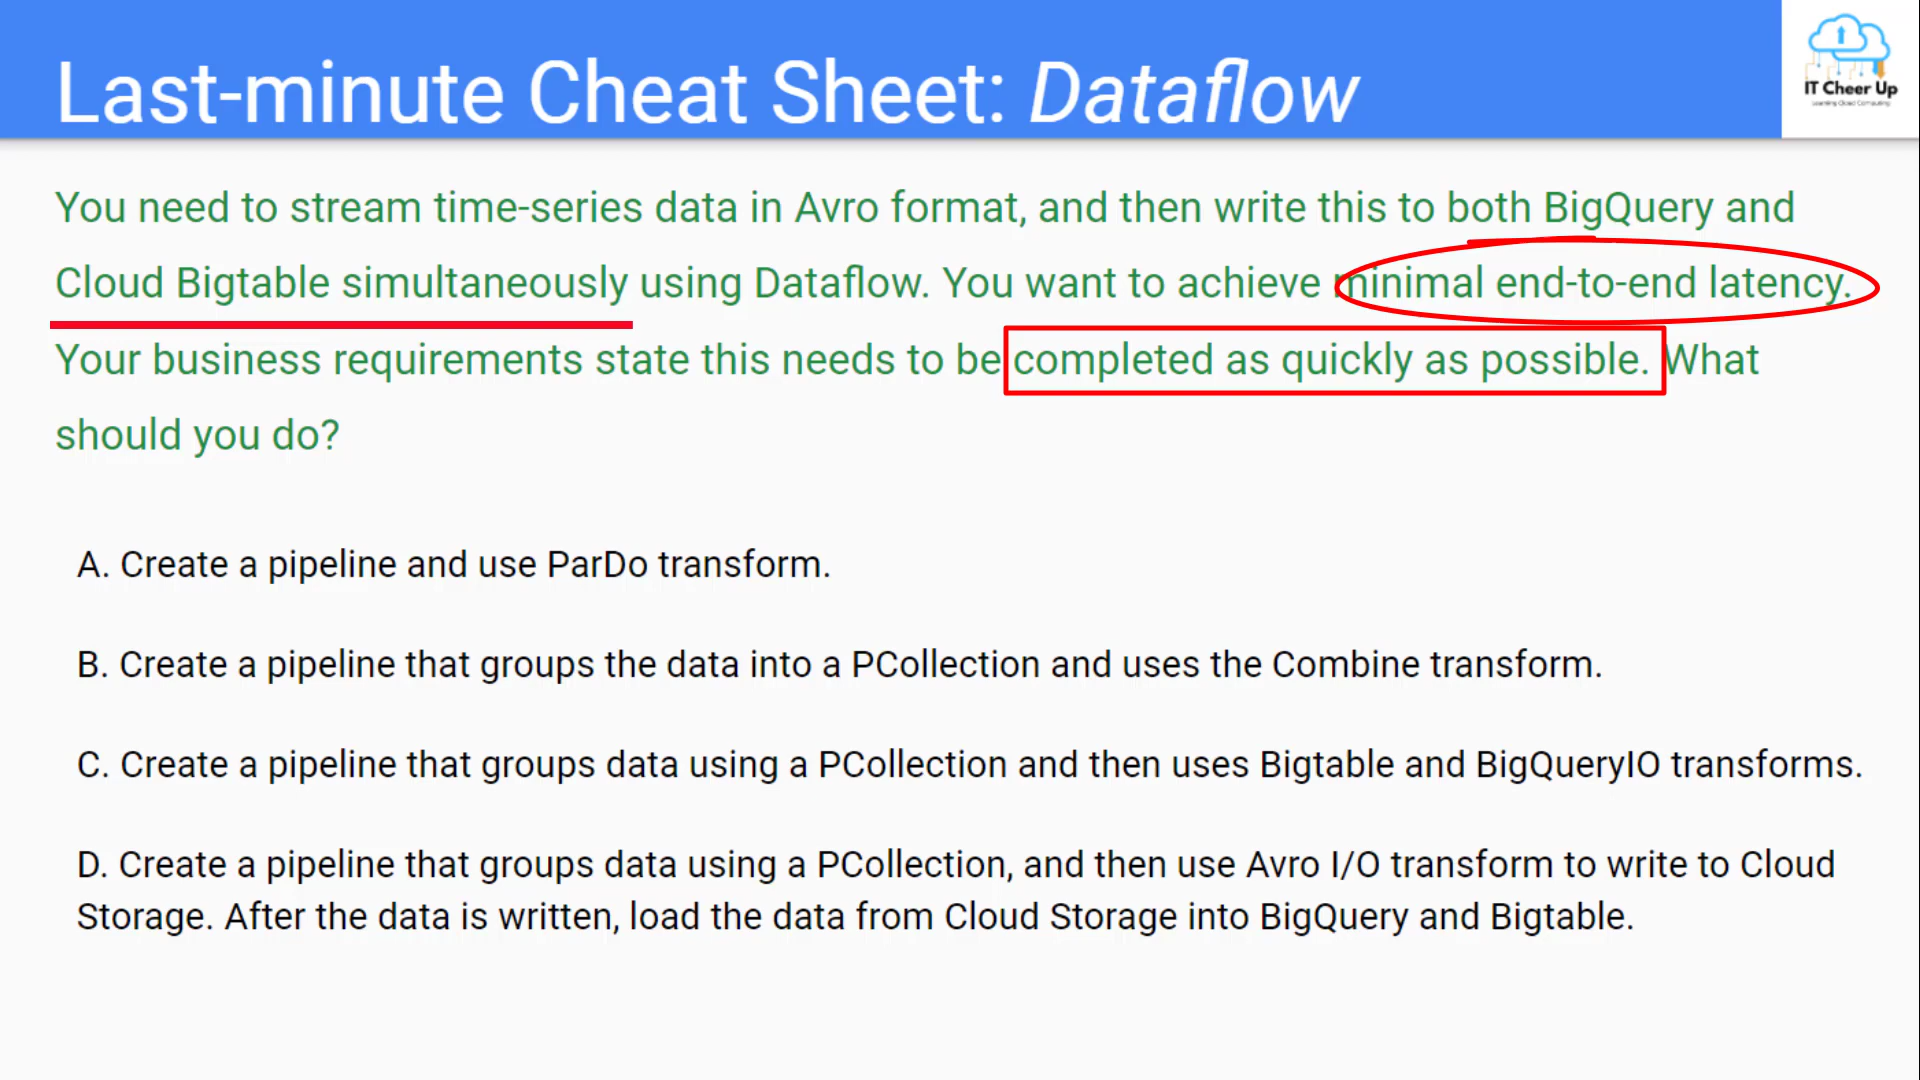 Last-minute Cheat Sheet: Dataflow
IT Cheer Up
Learning Cloud Computing
You need to stream time-series data in Avro format, and then write this to both BigQuery and
Cloud Bigtable simultaneously using Dataflow. You want to achieve minimal end-to-end latency.
Your business requirements state this needs to be completed as quickly as possible. What
should you do?
A. Create a pipeline and use ParDo transform.
B. Create a pipeline that groups the data into a PCollection and uses the Combine transform.
C. Create a pipeline that groups data using a PCollection and then uses Bigtable and BigQueryIO transforms.
D. Create a pipeline that groups data using a PCollection, and then use Avro I/O transform to write to Cloud
Storage. After the data is written, load the data from Cloud Storage into BigQuery and Bigtable.